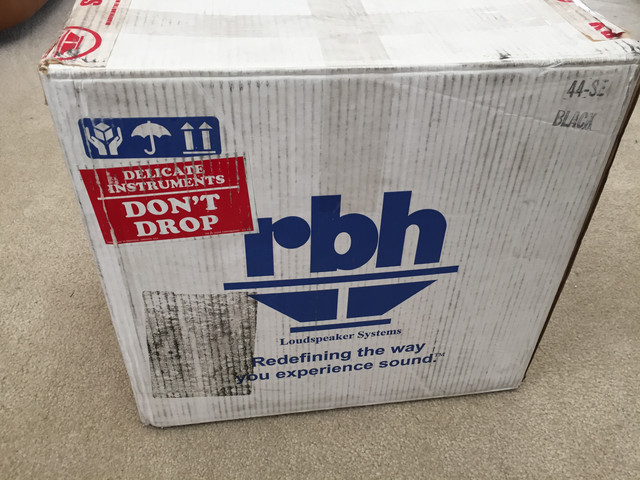 44-SE
BLACK
DELICATE
INSTRUMENTS
DON'T
DROP
rbh
Loudspeaker Systems
Redefining the way
you experience sound.™